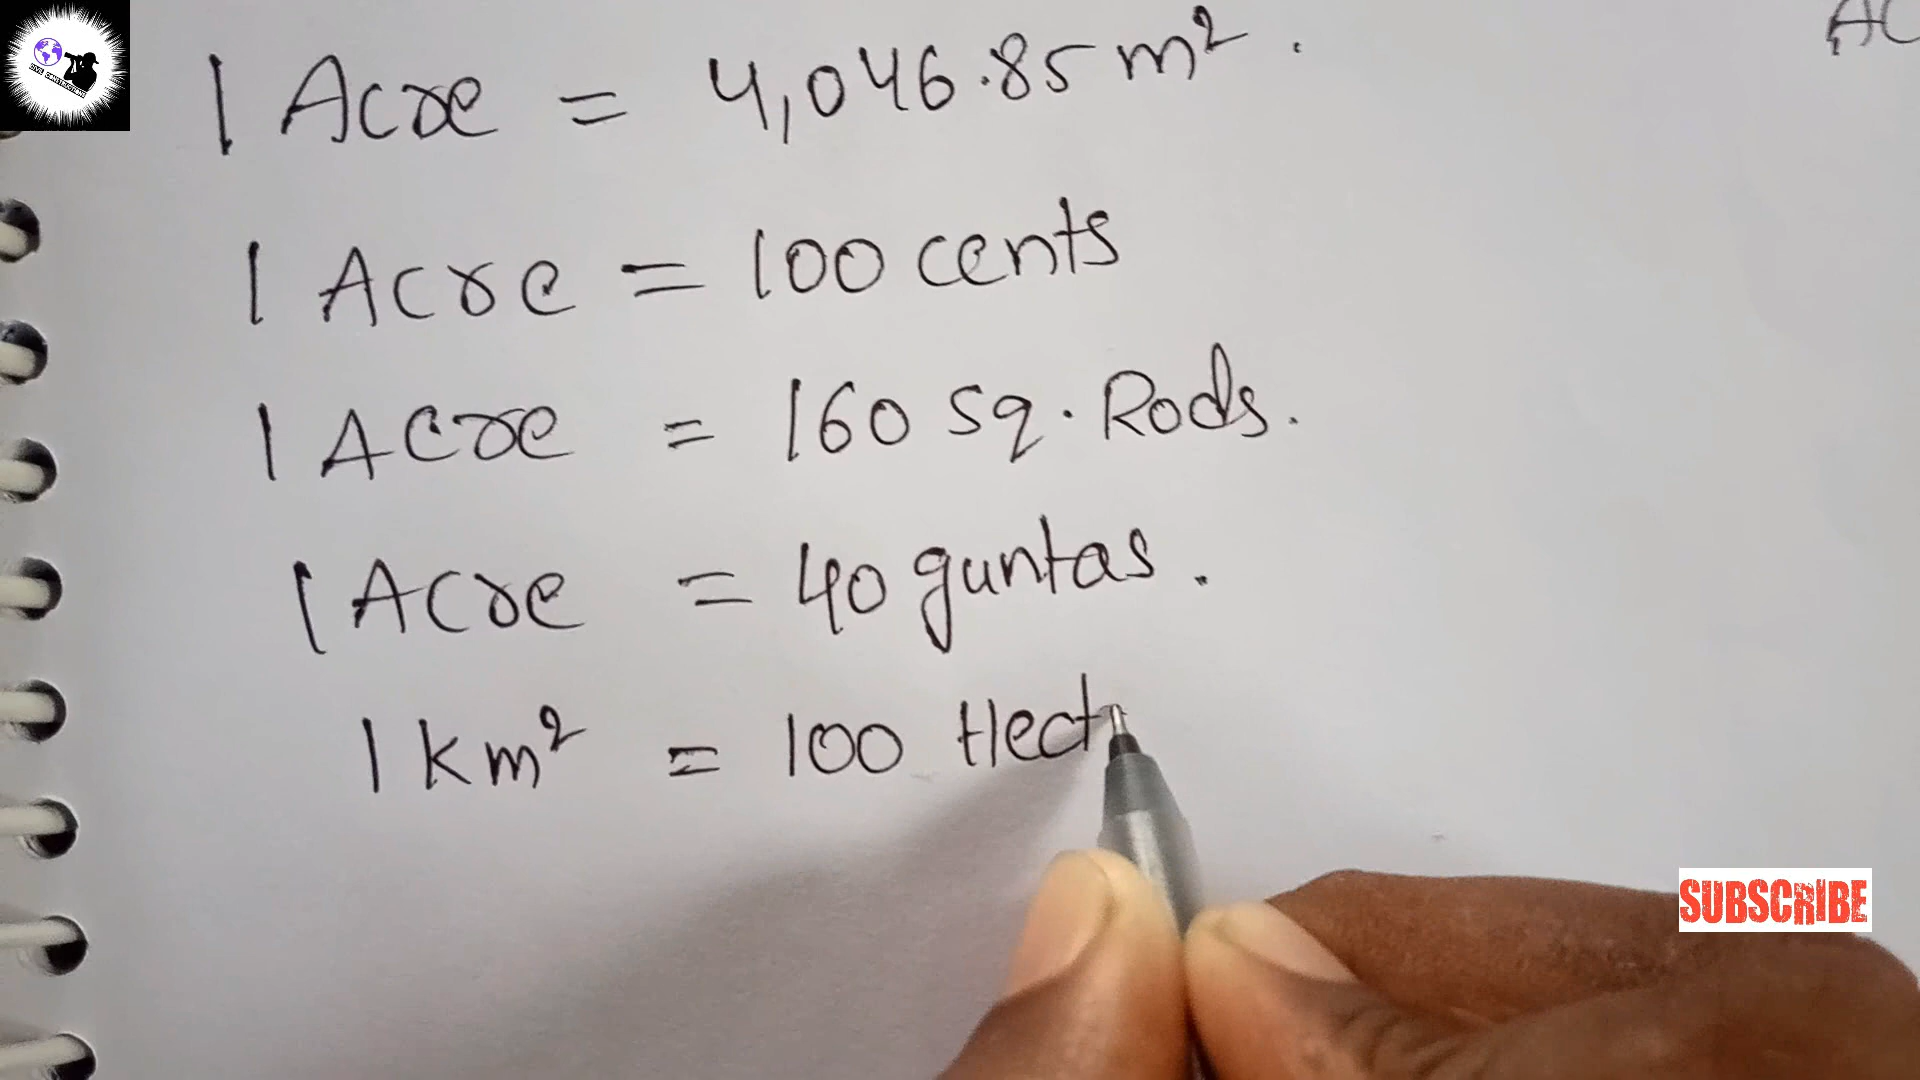 AC
1 Acre = 4,046.85 m².
1 Acre = 100 cents
1 Acre = 160 Sq. Rods.
1 Acre = 40 guntas.
1 km² = 100 Hect
SUBSCRIBE